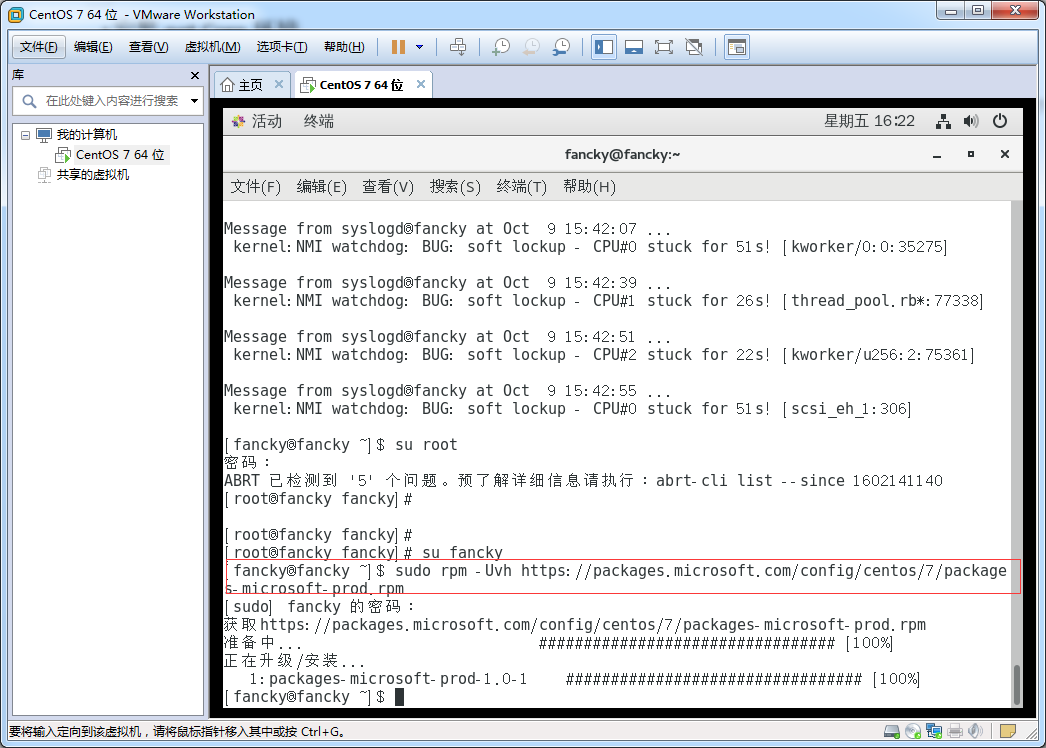 CentOS 7 64 位 - VMware Workstation
文件(F) 编辑(E) 查看(V) 虚拟机(M) 选项卡(T) 帮助(H)
库
主页
CentOS 7 64 位
在此处键入内容进行搜索
我的计算机
CentOS 7 64 位
共享的虚拟机
活动 终端 星期五 16:22
fancky@fancky:~
文件(F) 编辑(E) 查看(V) 搜索(S) 终端(T) 帮助(H)
Message from syslogd@fancky at Oct  9 15:42:07 ...
 kernel:NMI watchdog: BUG: soft lockup - CPU#0 stuck for 51s! [kworker/0:0:35275]
Message from syslogd@fancky at Oct  9 15:42:39 ...
 kernel:NMI watchdog: BUG: soft lockup - CPU#1 stuck for 26s! [thread_pool.rb*:77338]
Message from syslogd@fancky at Oct  9 15:42:51 ...
 kernel:NMI watchdog: BUG: soft lockup - CPU#2 stuck for 22s! [kworker/u256:2:75361]
Message from syslogd@fancky at Oct  9 15:42:55 ...
 kernel:NMI watchdog: BUG: soft lockup - CPU#0 stuck for 51s! [scsi_eh_1:306]
[fancky@fancky ~]$ su root
密码：
ABRT 已检测到 '5' 个问题。预了解详细信息请执行：abrt-cli list --since 1602141140
[root@fancky fancky]#
[root@fancky fancky]#
[root@fancky fancky]# su fancky
[fancky@fancky ~]$ sudo rpm -Uvh https://packages.microsoft.com/config/centos/7/package
s-microsoft-prod.rpm
[sudo] fancky 的密码：
获取https://packages.microsoft.com/config/centos/7/packages-microsoft-prod.rpm
准备中... ################################# [100%]
正在升级/安装...
   1:packages-microsoft-prod-1.0-1 ################################# [100%]
[fancky@fancky ~]$
要将输入定向到该虚拟机，请将鼠标指针移入其中或按 Ctrl+G。